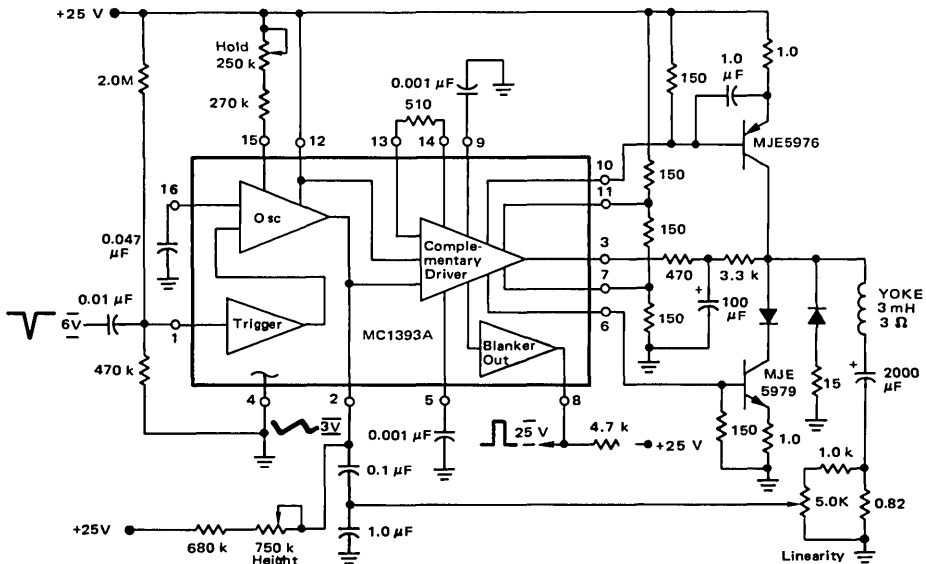 +25 V
Hold
250 k
2.0M
270 k
15
12
0.001 µF
510
13
14
9
150
1.0
µF
1.0
MJE5976
10
11
150
16
Osc
0.047
µF
Comple-
mentary
Driver
3
150
470
3.3 k
7
+
100
µF
6
150
YOKE
3 mH
3 Ω
0.01 µF
6V
1
Trigger
MC1393A
Blanker
Out
MJE
5979
15
+
2000
µF
470 k
4
3V
2
5
8
0.001 µF
25 V
4.7 k
+25 V
150
1.0
1.0 k
0.1 µF
5.0K
0.82
+25V
680 k
750 k
Height
1.0 µF
Linearity